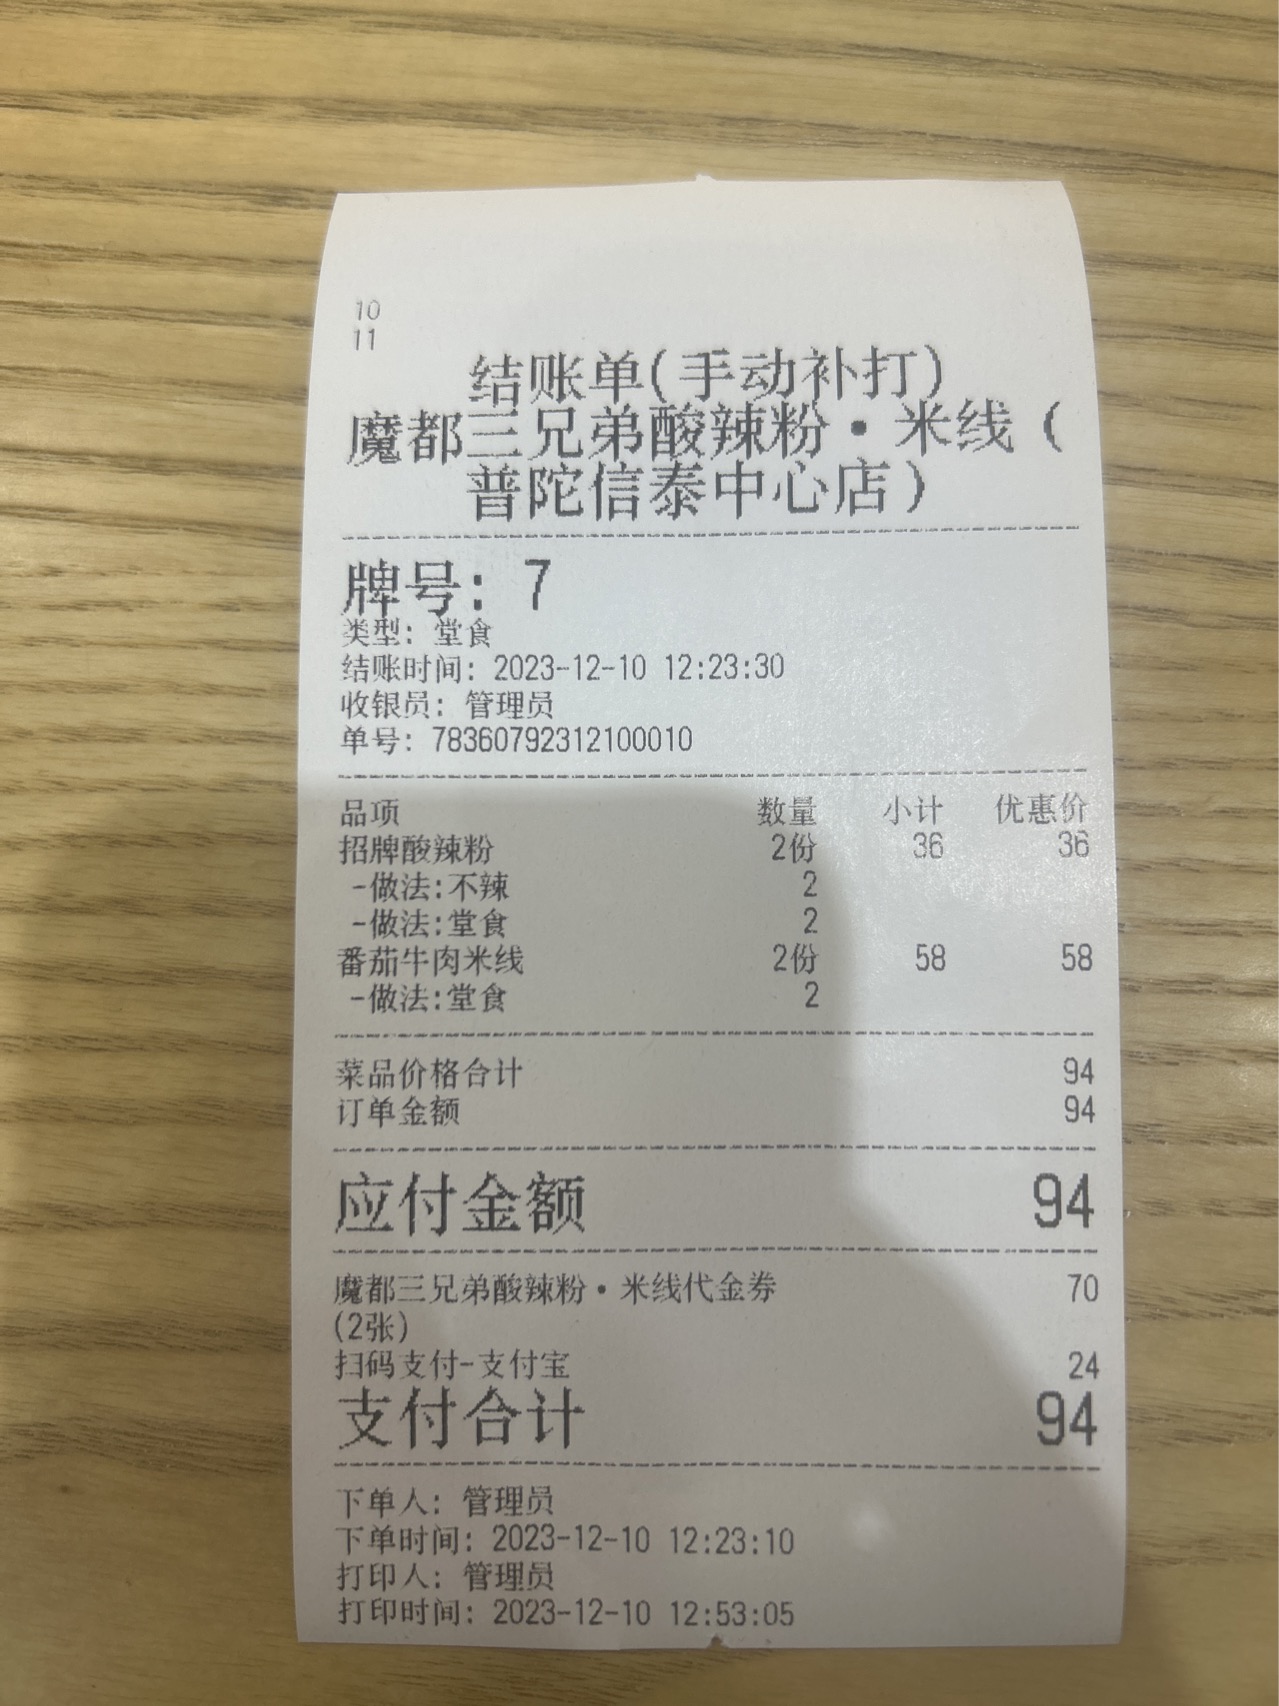 10
11
结账单(手动补打)
魔都三兄弟酸辣粉·米线(
普陀信泰中心店)
牌号: 7
类型: 堂食
结账时间: 2023-12-10 12:23:30
收银员: 管理员
单号: 78360792312100010
品项 数量 小计 优惠价
招牌酸辣粉 2份 36 36
-做法:不辣 2
-做法:堂食 2
番茄牛肉米线 2份 58 58
-做法:堂食 2
菜品价格合计 94
订单金额 94
应付金额 94
魔都三兄弟酸辣粉·米线代金券 70
(2张)
扫码支付-支付宝 24
支付合计 94
下单人: 管理员
下单时间: 2023-12-10 12:23:10
打印人: 管理员
打印时间: 2023-12-10 12:53:05